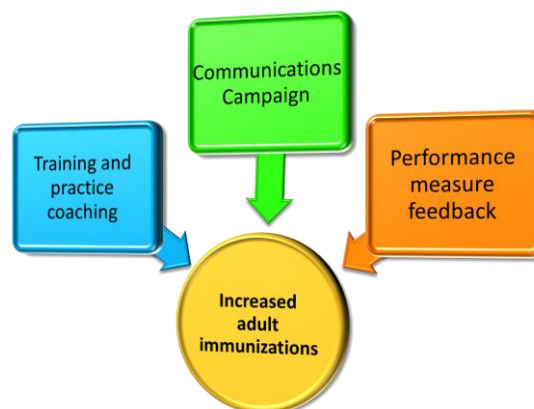 Communications
Campaign
Training and
practice
coaching
Performance
measure
feedback
Increased
adult
immunizations